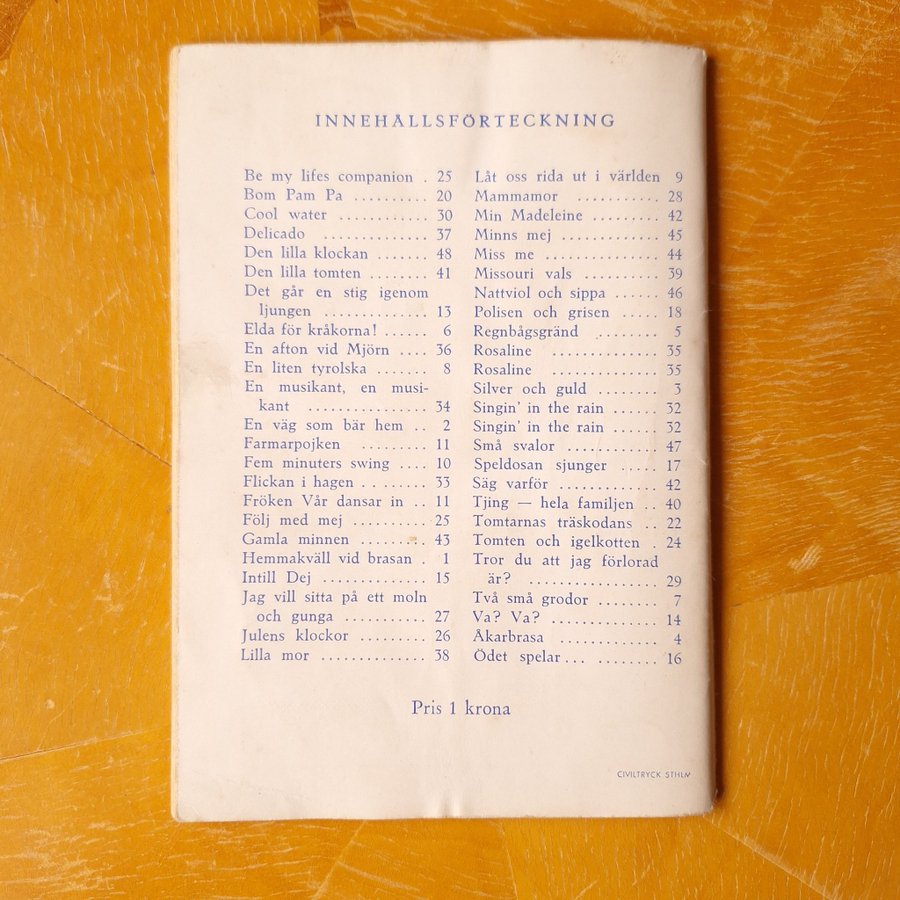 INNEHÅLLSFÖRTECKNING
Be my lifes companion . 25
Bom Pam Pa .......... 20
Cool water ............ 30
Delicado .............. 37
Den lilla klockan ....... 48
Den lilla tomten ........ 41
Det går en stig igenom
ljungen ............... 13
Elda för kråkorna! ...... 6
En afton vid Mjörn .... 36
En liten tyrolska ........ 8
En musikant, en musi-
kant ................ 34
En väg som bär hem .. 2
Farmarpojken ......... 11
Fem minuters swing .... 10
Flickan i hagen ........ 33
Fröken Vår dansar in .. 11
Följ med mej .......... 25
Gamla minnen ......... 43
Hemmakväll vid brasan . 1
Intill Dej .............. 15
Jag vill sitta på ett moln
och gunga ........... 27
Julens klockor ......... 26
Lilla mor .............. 38
Låt oss rida ut i världen 9
Mammamor ........... 28
Min Madeleine ......... 42
Minns mej ............. 45
Miss me ............... 44
Missouri vals .......... 39
Nattviol och sippa ...... 46
Polisen och grisen ...... 18
Regnbågsgränd ........ 5
Rosaline .............. 35
Rosaline .............. 35
Silver och guld ......... 3
Singin' in the rain ...... 32
Singin' in the rain ...... 32
Små svalor ............ 47
Speldosan sjunger ..... 17
Säg varför ............. 42
Tjing — hela familjen .. 40
Tomtarnas träskodans .. 22
Tomten och igelkotten . 24
Tror du att jag förlorad
är? ................. 29
Två små grodor ........ 7
Va? Va? ............... 14
Åkarbrasa ............. 4
Ödet spelar... ........ 16
Pris 1 krona
CIVILTRYCK STHLM